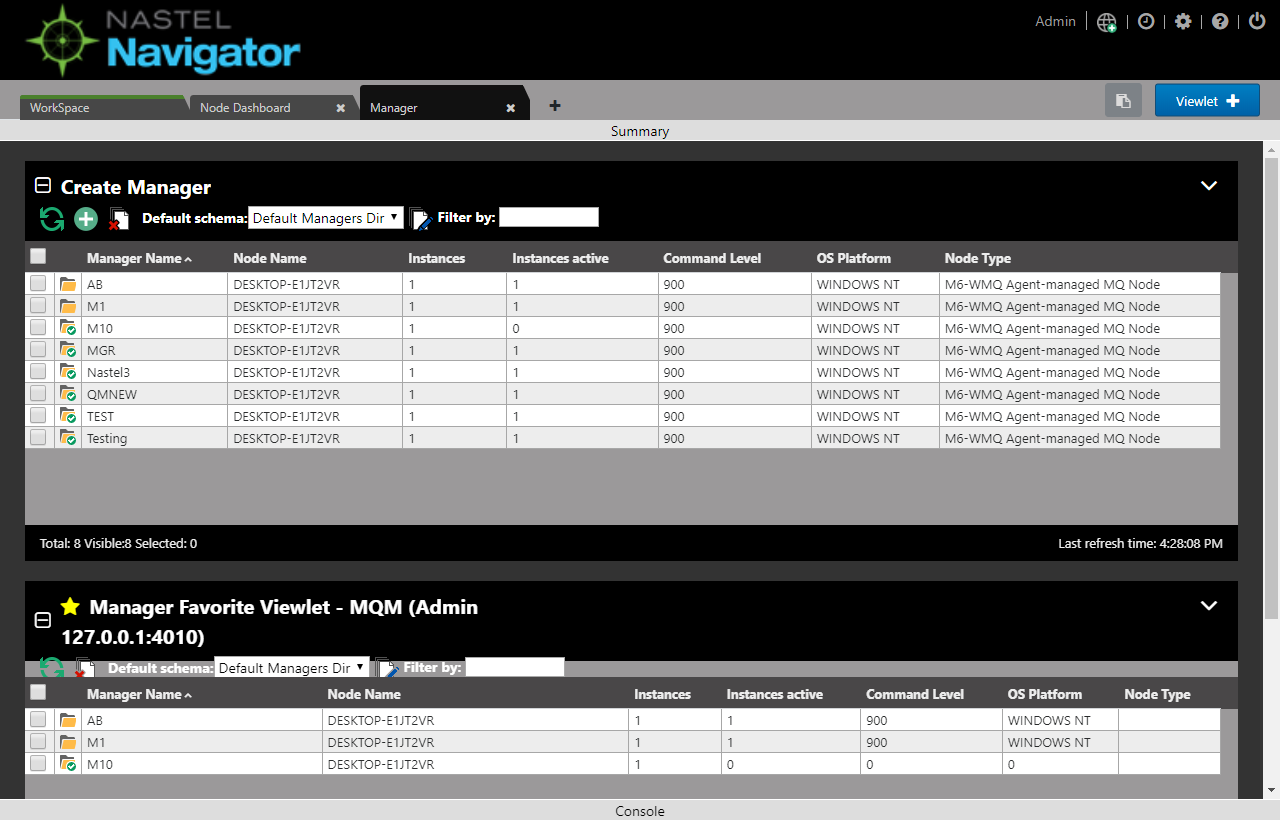 NASTEL
Navigator
Admin
WorkSpace
Node Dashboard
Manager
Viewlet
Summary
Create Manager
Default schema: Default Managers Dir Filter by:
Manager Name Node Name Instances Instances active Command Level OS Platform Node Type
AB DESKTOP-E1JT2VR 1 1 900 WINDOWS NT M6-WMQ Agent-managed MQ Node
M1 DESKTOP-E1JT2VR 1 1 900 WINDOWS NT M6-WMQ Agent-managed MQ Node
M10 DESKTOP-E1JT2VR 1 0 900 WINDOWS NT M6-WMQ Agent-managed MQ Node
MGR DESKTOP-E1JT2VR 1 1 900 WINDOWS NT M6-WMQ Agent-managed MQ Node
Nastel3 DESKTOP-E1JT2VR 1 1 900 WINDOWS NT M6-WMQ Agent-managed MQ Node
QMNEW DESKTOP-E1JT2VR 1 1 900 WINDOWS NT M6-WMQ Agent-managed MQ Node
TEST DESKTOP-E1JT2VR 1 1 900 WINDOWS NT M6-WMQ Agent-managed MQ Node
Testing DESKTOP-E1JT2VR 1 1 900 WINDOWS NT M6-WMQ Agent-managed MQ Node
Total: 8 Visible:8 Selected: 0 Last refresh time: 4:28:08 PM
Manager Favorite Viewlet - MQM (Admin
127.0.0.1:4010)
Default schema: Default Managers Dir Filter by:
Manager Name Node Name Instances Instances active Command Level OS Platform Node Type
AB DESKTOP-E1JT2VR 1 1 900 WINDOWS NT
M1 DESKTOP-E1JT2VR 1 1 900 WINDOWS NT
M10 DESKTOP-E1JT2VR 1 0 0 0
Console